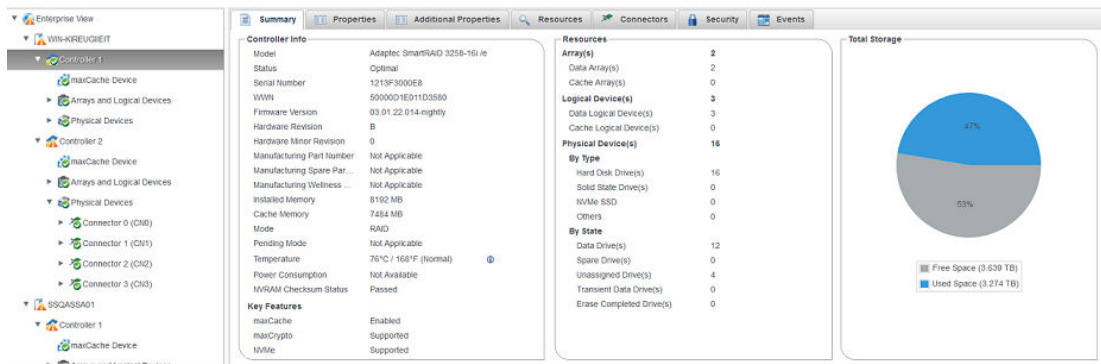 Enterprise View
WIN-KIREUGIIEIT
Controller 1
maxCache Device
Arrays and Logical Devices
Physical Devices
Controller 2
maxCache Device
Arrays and Logical Devices
Physical Devices
Connector 0 (CN0)
Connector 1 (CN1)
Connector 2 (CN2)
Connector 3 (CN3)
SSQASSA01
Controller 1
maxCache Device
Summary Properties Additional Properties Resources Connectors Security Events
Controller Info
Model Adaptec SmartRAID 3258-16i /e
Status Optimal
Serial Number 1213F3000E8
WWN 50000D1E011D3580
Firmware Version 03.01.22.014-nightly
Hardware Revision B
Hardware Minor Revision 0
Manufacturing Part Number Not Applicable
Manufacturing Spare Par... Not Applicable
Manufacturing Wellness ... Not Applicable
Installed Memory 8192 MB
Cache Memory 7484 MB
Mode RAID
Pending Mode Not Applicable
Temperature 76°C / 168°F (Normal)
Power Consumption Not Available
NVRAM Checksum Status Passed
Key Features
maxCache Enabled
maxCrypto Supported
NVMe Supported
Resources
Array(s) 2
Data Array(s) 2
Cache Array(s) 0
Logical Device(s) 3
Data Logical Device(s) 3
Cache Logical Device(s) 0
Physical Device(s) 16
By Type
Hard Disk Drive(s) 16
Solid State Drive(s) 0
NVMe SSD 0
Others 0
By State
Data Drive(s) 12
Spare Drive(s) 0
Unassigned Drive(s) 4
Transient Data Drive(s) 0
Erase Completed Drive(s) 0
Total Storage
47%
53%
Free Space (3.639 TB)
Used Space (3.274 TB)